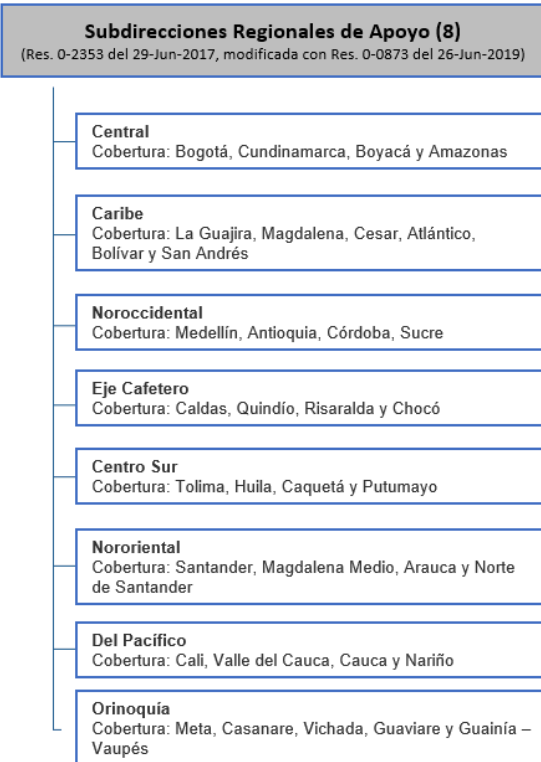 Subdirecciones Regionales de Apoyo (8)
(Res. 0-2353 del 29-Jun-2017, modificada con Res. 0-0873 del 26-Jun-2019)
Central
Cobertura: Bogotá, Cundinamarca, Boyacá y Amazonas
Caribe
Cobertura: La Guajira, Magdalena, Cesar, Atlántico,
Bolívar y San Andrés
Noroccidental
Cobertura: Medellín, Antioquia, Córdoba, Sucre
Eje Cafetero
Cobertura: Caldas, Quindío, Risaralda y Chocó
Centro Sur
Cobertura: Tolima, Huila, Caquetá y Putumayo
Nororiental
Cobertura: Santander, Magdalena Medio, Arauca y Norte
de Santander
Del Pacífico
Cobertura: Cali, Valle del Cauca, Cauca y Nariño
Orinoquía
Cobertura: Meta, Casanare, Vichada, Guaviare y Guainía –
Vaupés